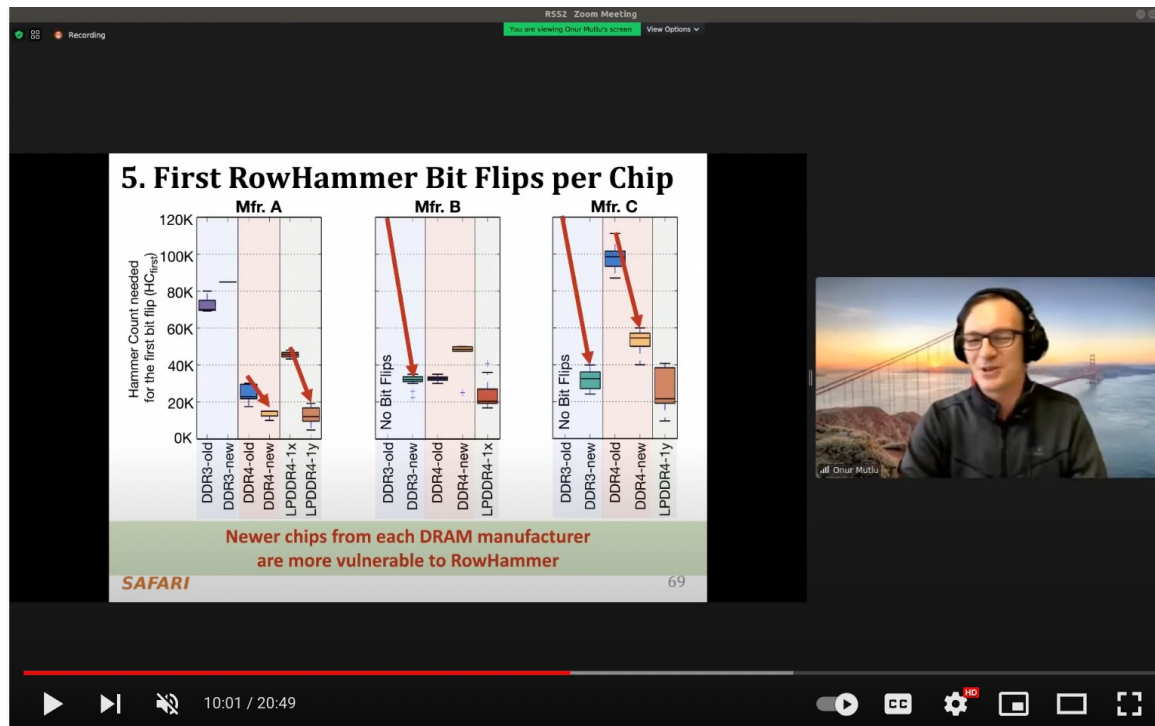 RSS2 Zoom Meeting
Recording
You are viewing Onur Mutlu's screen
View Options
5. First RowHammer Bit Flips per Chip
Mfr. A
Mfr. B
Mfr. C
Hammer Count needed
for the first bit flip (HCfirst)
120K
100K
80K
60K
40K
20K
0K
No Bit Flips
No Bit Flips
DDR3-old
DDR3-new
DDR4-old
DDR4-new
LPDDR4-1x
LPDDR4-1y
DDR3-old
DDR3-new
DDR4-old
DDR4-new
LPDDR4-1x
DDR3-old
DDR3-new
DDR4-old
DDR4-new
LPDDR4-1y
Newer chips from each DRAM manufacturer
are more vulnerable to RowHammer
SAFARI
69
Onur Mutlu
10:01 / 20:49
CC
HD